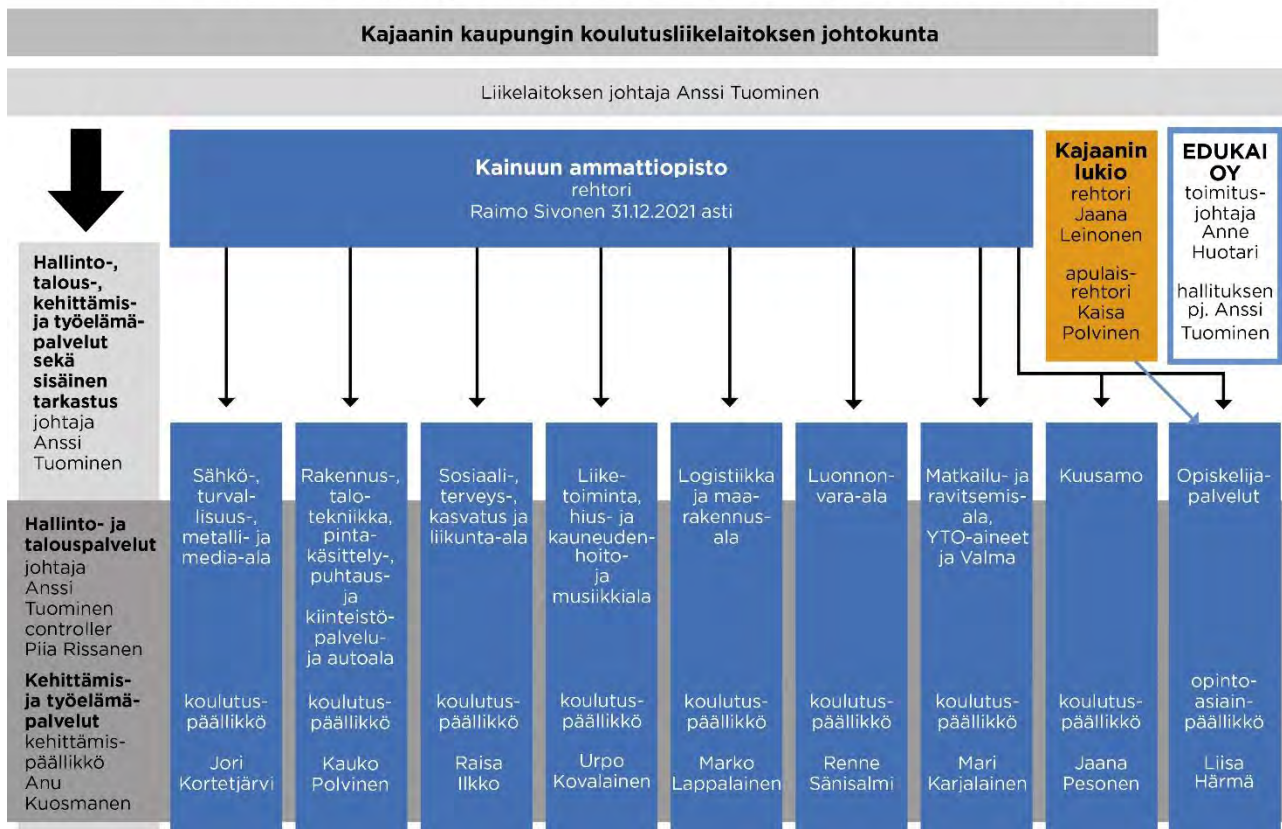 Kajaanin kaupungin koulutusliikelaitoksen johtokunta
Liikelaitoksen johtaja Anssi Tuominen
Kainuun ammattiopisto
rehtori
Raimo Sivonen 31.12.2021 asti
Kajaanin
lukio
rehtori
Jaana
Leinonen
apulais-
rehtori
Kaisa
Polvinen
EDUKAI
OY
toimitus-
johtaja
Anne
Huotari
hallituksen
pj. Anssi
Tuominen
Hallinto-,
talous-,
kehittämis-
ja työelämä-
palvelut
sekä
sisäinen
tarkastus
johtaja
Anssi
Tuominen
Hallinto- ja
talouspalvelut
johtaja
Anssi
Tuominen
controller
Piia Rissanen
Kehittämis-
ja työelämä-
palvelut
kehittämis-
päällikkö
Anu
Kuosmanen
Sähkö-,
turval-
lisuus-,
metalli- ja
media-ala
koulutus-
päällikkö
Jori
Kortetjärvi
Rakennus-,
talo-
tekniikka,
pinta-
käsittely-,
puhtaus-
ja
kiinteistö-
palvelu-
ja autoala
koulutus-
päällikkö
Kauko
Polvinen
Sosiaali-,
terveys-,
kasvatus ja
liikunta-ala
koulutus-
päällikkö
Raisa
Ilkko
Liike-
toiminta,
hius- ja
kauneuden-
hoito-
ja
musiikkiala
koulutus-
päällikkö
Urpo
Kovalainen
Logistiikka
ja maa-
rakennus-
ala
koulutus-
päällikkö
Marko
Lappalainen
Luonnon-
vara-ala
koulutus-
päällikkö
Renne
Sänisalmi
Matkailu- ja
ravitsemis-
ala,
YTO-aineet
ja Valma
koulutus-
päällikkö
Mari
Karjalainen
Kuusamo
koulutus-
päällikkö
Jaana
Pesonen
Opiskelija-
palvelut
opinto-
asiain-
päällikkö
Liisa
Härmä